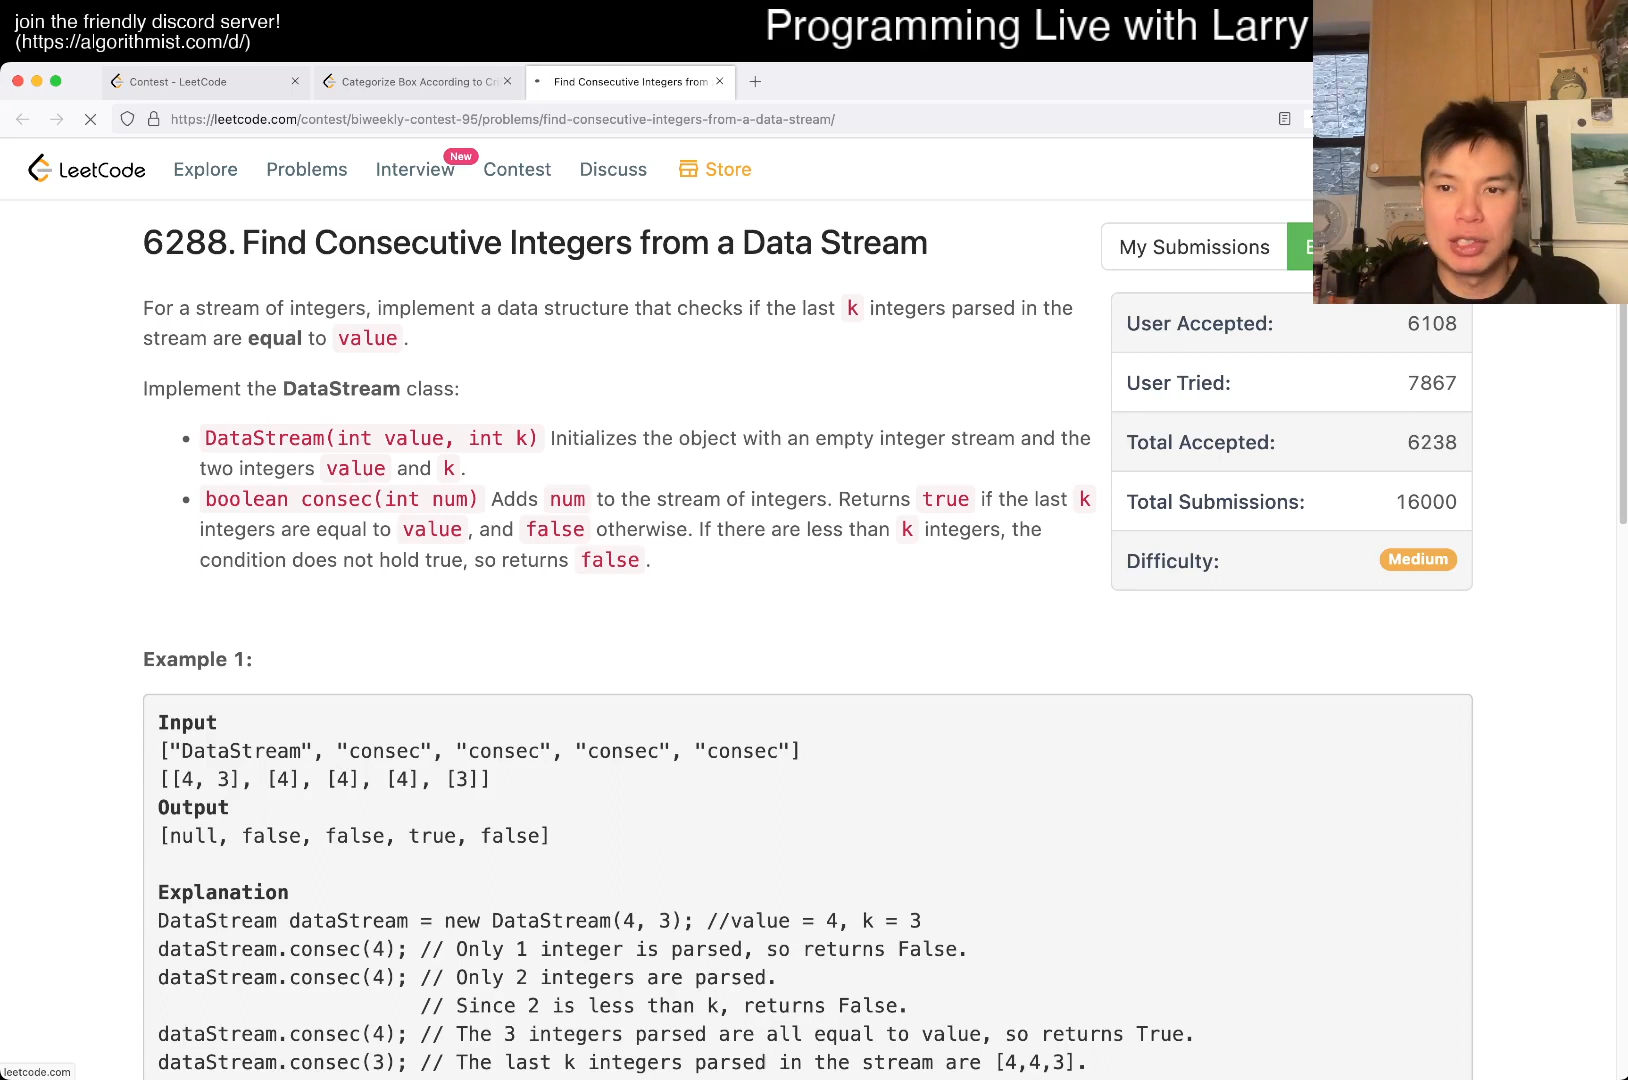 join the friendly discord server!
(https://algorithmist.com/d/)
Programming Live with Larry
Contest - LeetCode
Categorize Box According to Cri
Find Consecutive Integers from
https://leetcode.com/contest/biweekly-contest-95/problems/find-consecutive-integers-from-a-data-stream/
LeetCode
Explore
Problems
Interview
New
Contest
Discuss
Store
6288. Find Consecutive Integers from a Data Stream
My Submissions
For a stream of integers, implement a data structure that checks if the last k integers parsed in the
stream are equal to value.
Implement the DataStream class:
• DataStream(int value, int k) Initializes the object with an empty integer stream and the
two integers value and k.
• boolean consec(int num) Adds num to the stream of integers. Returns true if the last k
integers are equal to value, and false otherwise. If there are less than k integers, the
condition does not hold true, so returns false.
User Accepted: 6108
User Tried: 7867
Total Accepted: 6238
Total Submissions: 16000
Difficulty: Medium
Example 1:
Input
["DataStream", "consec", "consec", "consec", "consec"]
[[4, 3], [4], [4], [4], [3]]
Output
[null, false, false, true, false]
Explanation
DataStream dataStream = new DataStream(4, 3); //value = 4, k = 3
dataStream.consec(4); // Only 1 integer is parsed, so returns False.
dataStream.consec(4); // Only 2 integers are parsed.
// Since 2 is less than k, returns False.
dataStream.consec(4); // The 3 integers parsed are all equal to value, so returns True.
dataStream.consec(3); // The last k integers parsed in the stream are [4,4,3].
leetcode.com